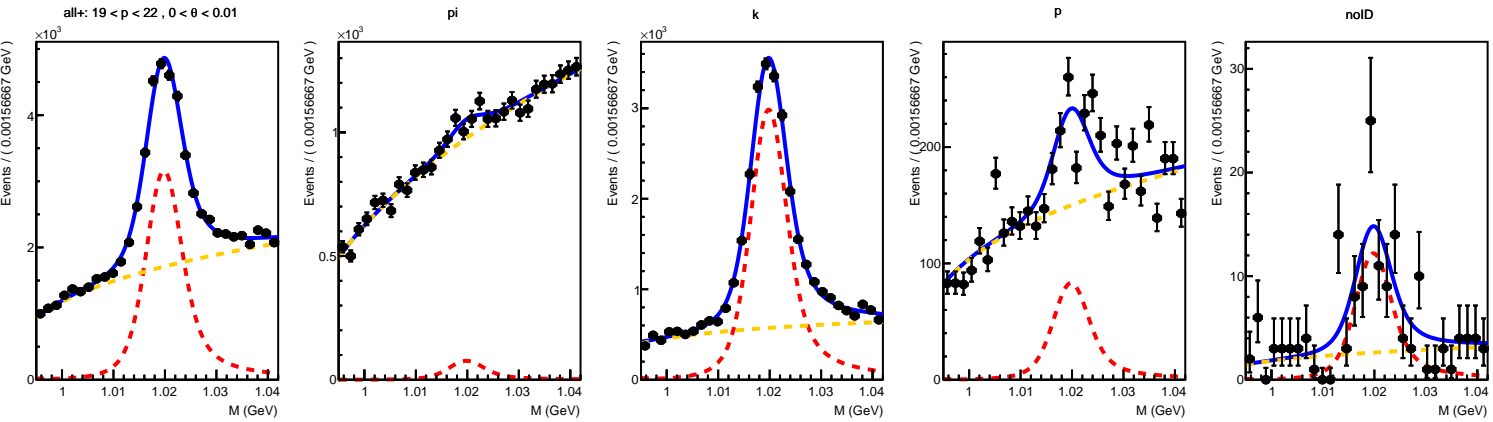 all+: 19 < p < 22 , 0 < θ < 0.01
×10³
Events / ( 0.00156667 GeV )
4
2
0
1 1.01 1.02 1.03 1.04
M (GeV)
pi
×10³
Events / ( 0.00156667 GeV )
1
0.5
0
1 1.01 1.02 1.03 1.04
M (GeV)
k
×10³
Events / ( 0.00156667 GeV )
3
2
1
0
1 1.01 1.02 1.03 1.04
M (GeV)
p
Events / ( 0.00156667 GeV )
200
100
0
1 1.01 1.02 1.03 1.04
M (GeV)
noID
Events / ( 0.00156667 GeV )
30
20
10
0
1 1.01 1.02 1.03 1.04
M (GeV)